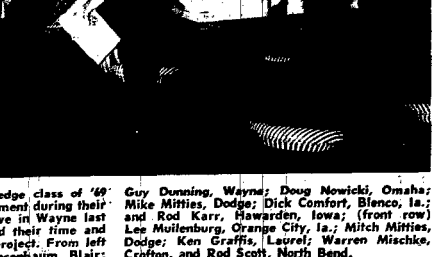 edge class of '69
ment during their
ve in Wayne last
d their time and
roject. From left
Blair;
Guy Dunning, Wayne; Doug Nowicki, Omaha;
Mike Mitties, Dodge; Dick Comfort, Blenco, Ia.;
and Rod Karr, Hawarden, Iowa; (front row)
Lee Muilenburg, Orange City, Ia.; Mitch Mitties,
Dodge; Ken Graffis, Laurel; Warren Mischke,
Crofton, and Rod Scott, North Bend.